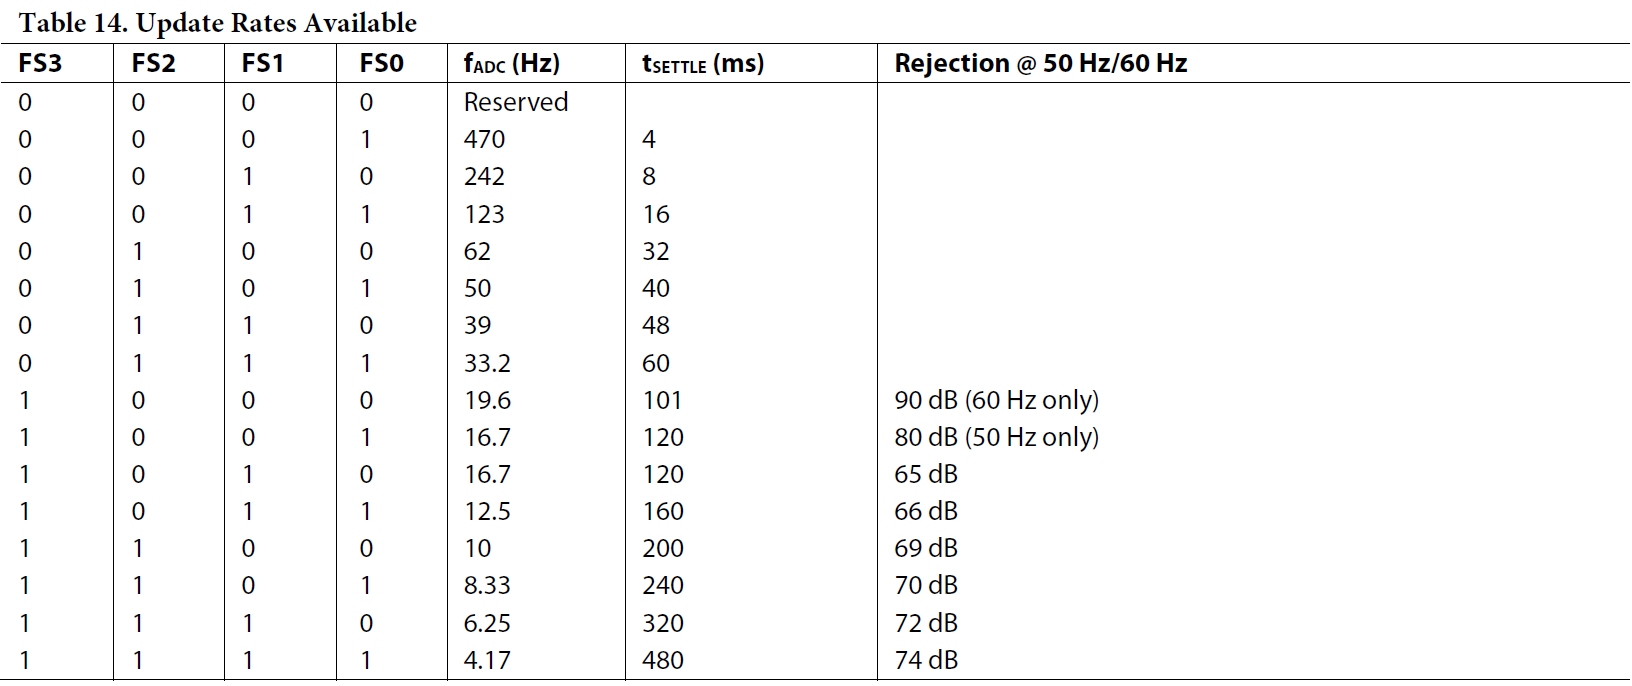 Table 14. Update Rates Available
FS3 FS2 FS1 FS0 fADC (Hz) tSETTLE (ms) Rejection @ 50 Hz/60 Hz
0 0 0 0 Reserved
0 0 0 1 470 4
0 0 1 0 242 8
0 0 1 1 123 16
0 1 0 0 62 32
0 1 0 1 50 40
0 1 1 0 39 48
0 1 1 1 33.2 60
1 0 0 0 19.6 101 90 dB (60 Hz only)
1 0 0 1 16.7 120 80 dB (50 Hz only)
1 0 1 0 16.7 120 65 dB
1 0 1 1 12.5 160 66 dB
1 1 0 0 10 200 69 dB
1 1 0 1 8.33 240 70 dB
1 1 1 0 6.25 320 72 dB
1 1 1 1 4.17 480 74 dB